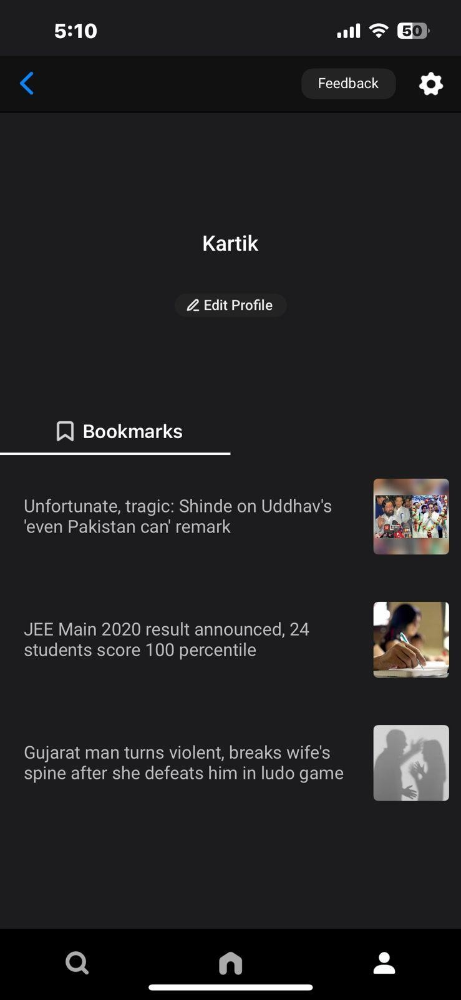 5:10
50
Feedback
Kartik
Edit Profile
Bookmarks
Unfortunate, tragic: Shinde on Uddhav's
'even Pakistan can' remark
JEE Main 2020 result announced, 24
students score 100 percentile
Gujarat man turns violent, breaks wife's
spine after she defeats him in ludo game